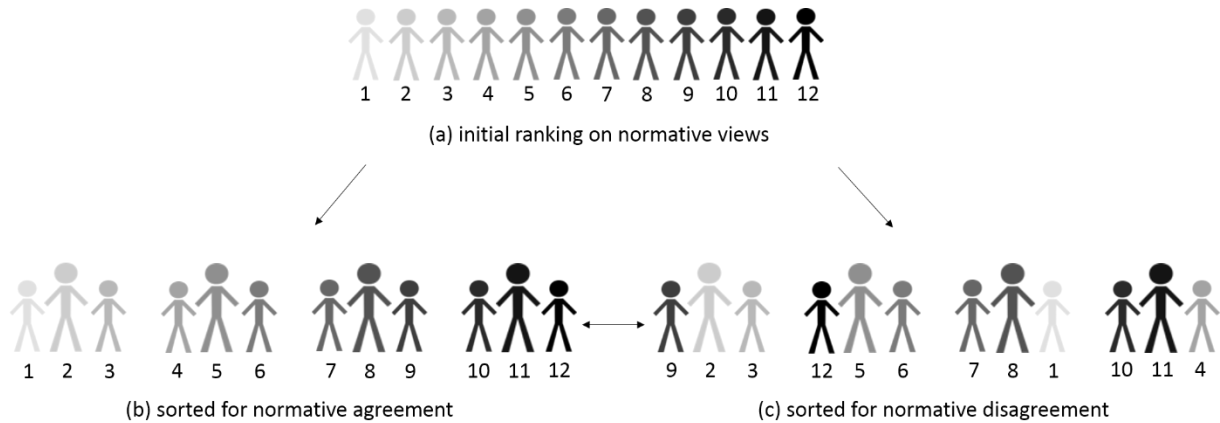 1 2 3 4 5 6 7 8 9 10 11 12
(a) initial ranking on normative views
1 2 3 4 5 6 7 8 9 10 11 12
(b) sorted for normative agreement
9 2 3 12 5 6 7 8 1 10 11 4
(c) sorted for normative disagreement